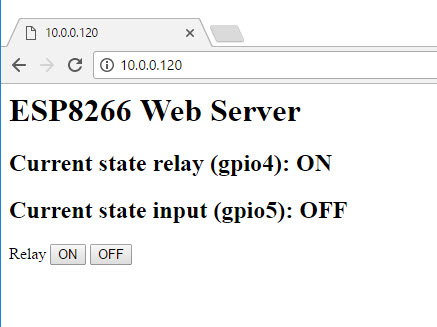 10.0.0.120
10.0.0.120
ESP8266 Web Server
Current state relay (gpio4): ON
Current state input (gpio5): OFF
Relay ON OFF